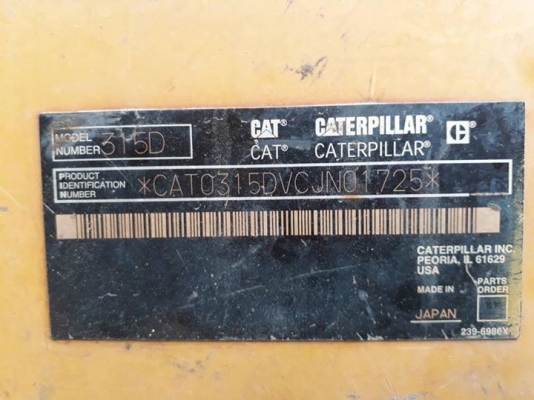 MODEL NUMBER 315D
CAT® CATERPILLAR® C®
CAT® CATERPILLAR®
PRODUCT IDENTIFICATION NUMBER *CAT0315DVCJN01725*
CATERPILLAR INC.
PEORIA, IL 61629
USA
MADE IN PARTS ORDER
JAPAN
239-6986X